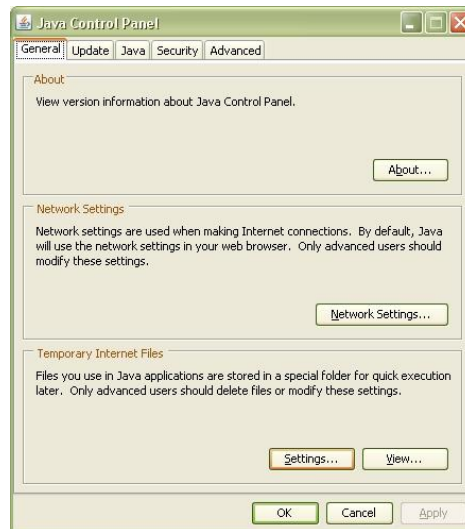 Java Control Panel
General Update Java Security Advanced
About
View version information about Java Control Panel.
About...
Network Settings
Network settings are used when making Internet connections. By default, Java
will use the network settings in your web browser. Only advanced users should
modify these settings.
Network Settings...
Temporary Internet Files
Files you use in Java applications are stored in a special folder for quick execution
later. Only advanced users should delete files or modify these settings.
Settings... View...
OK Cancel Apply